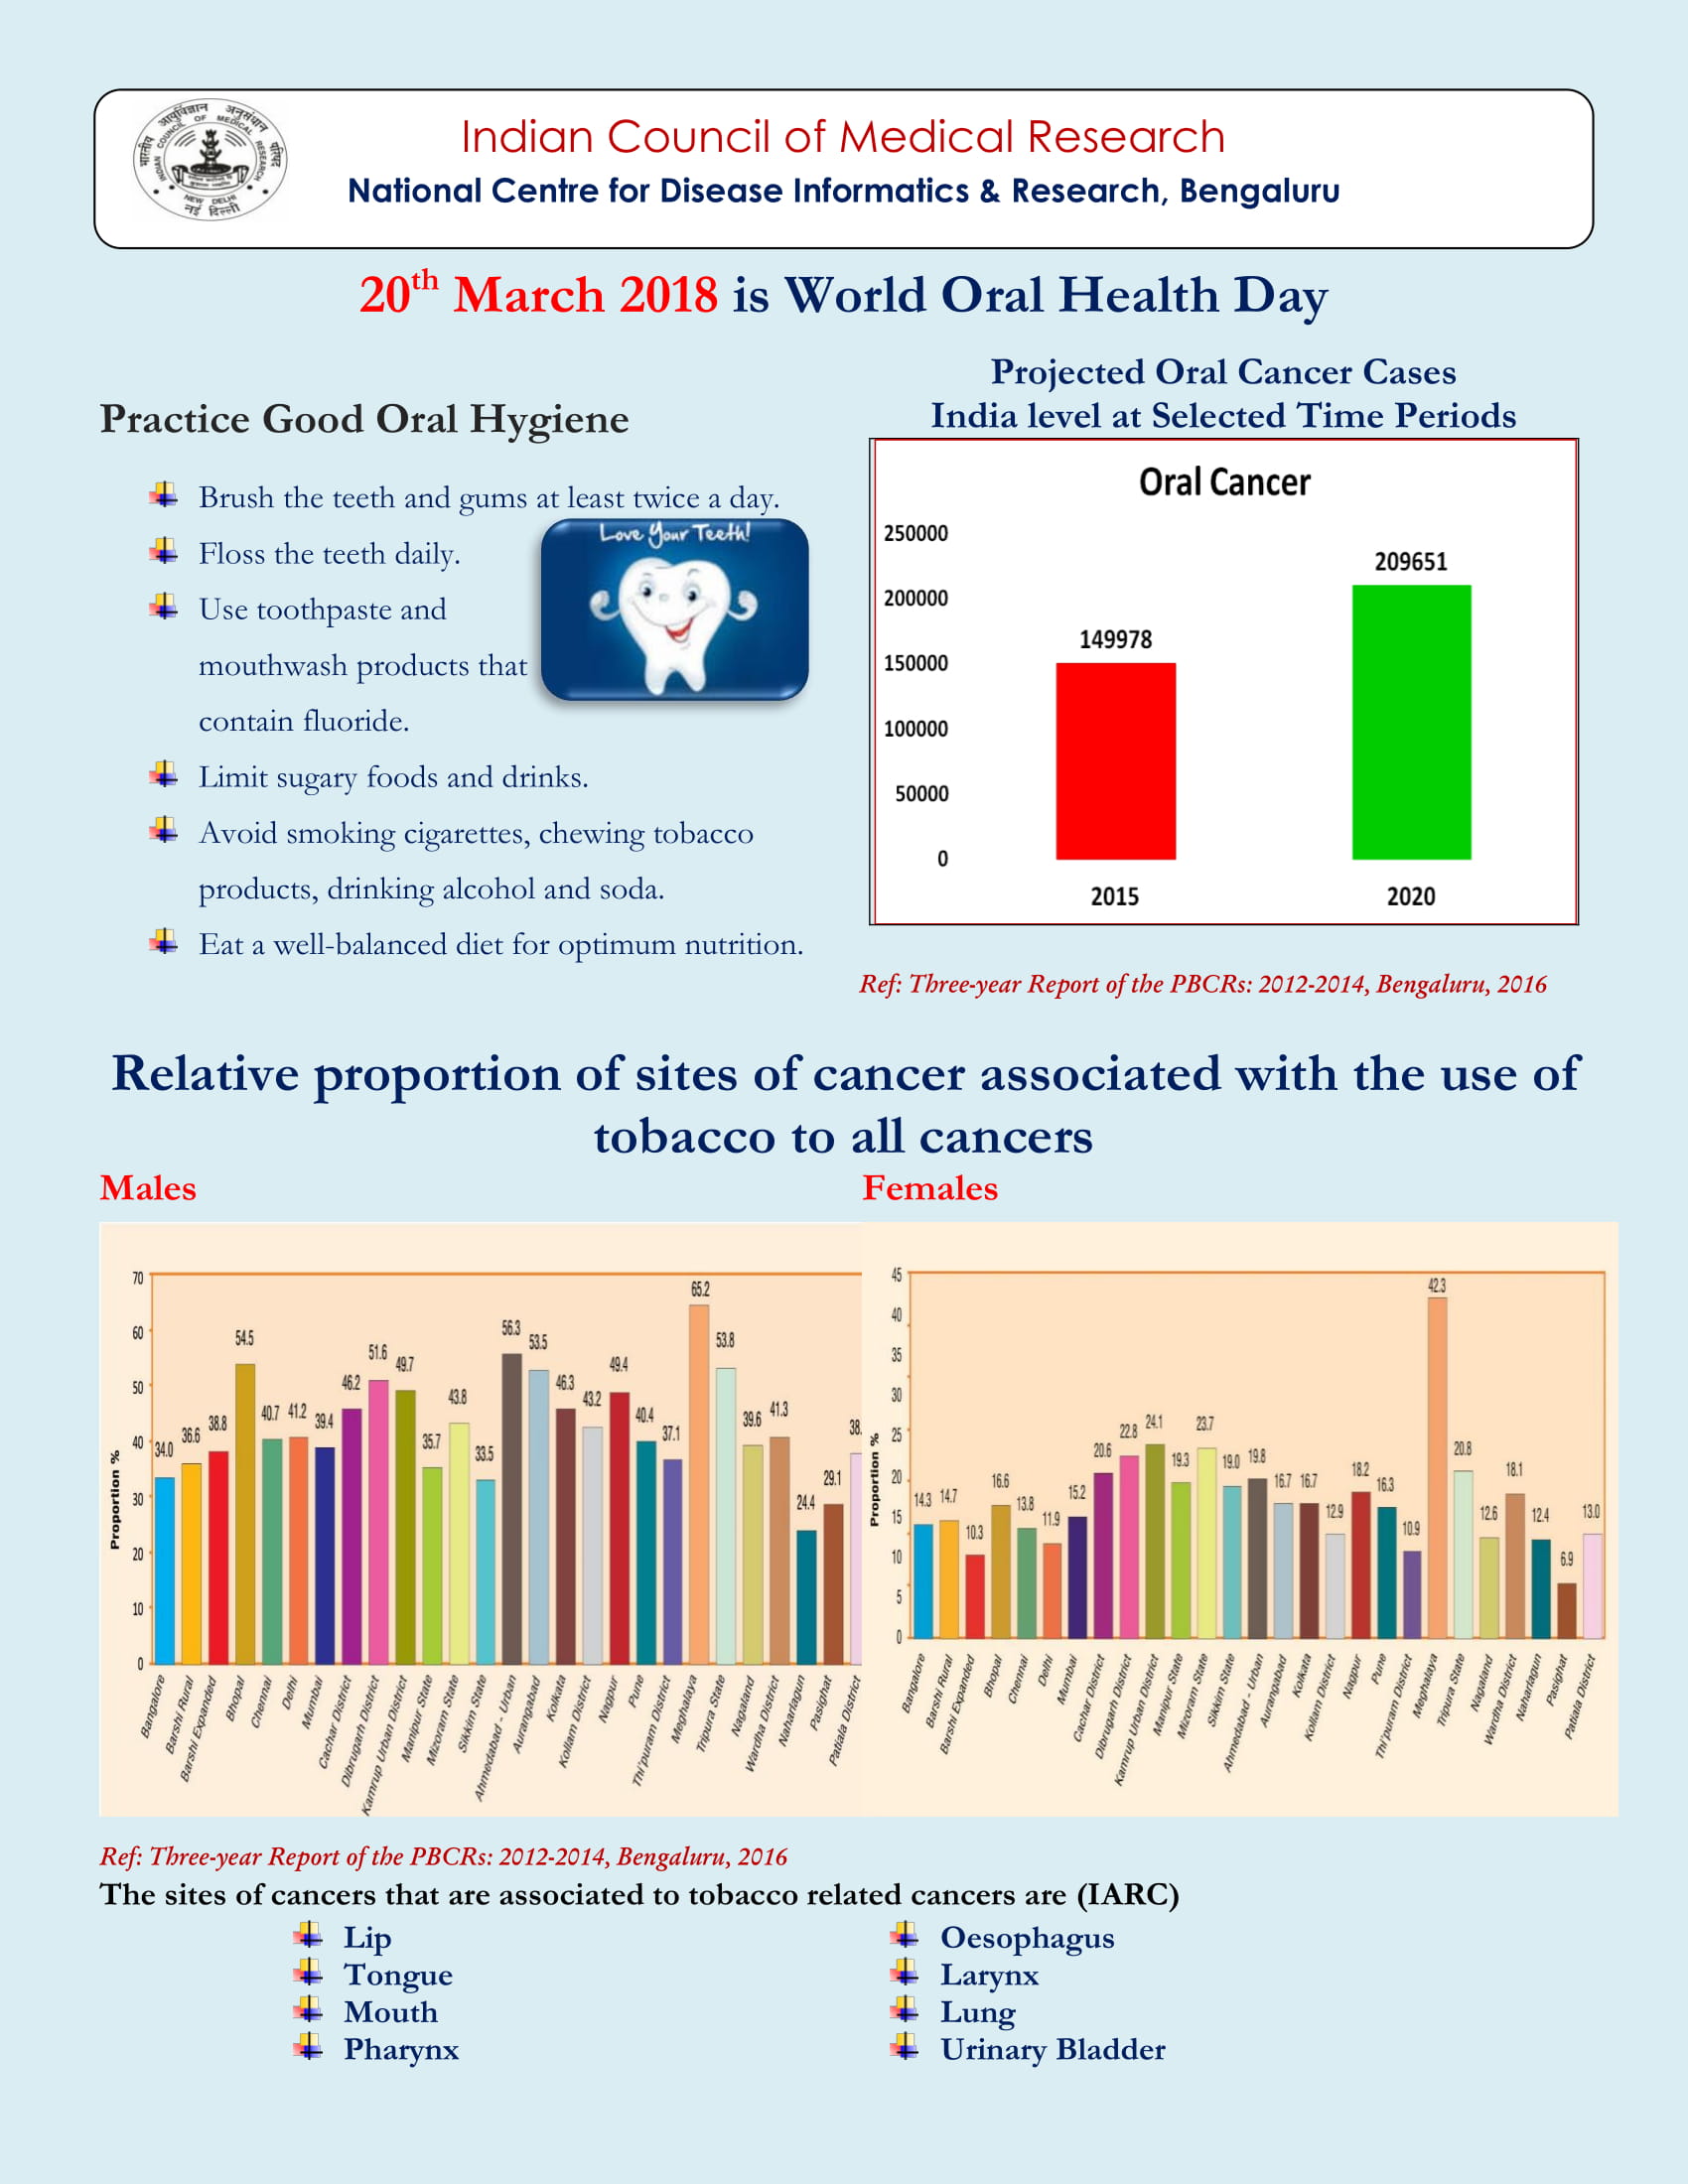 भारतीय आयुर्विज्ञान अनुसंधान परिषद
INDIAN COUNCIL OF MEDICAL RESEARCH
NEW DELHI
नई दिल्ली
Indian Council of Medical Research
National Centre for Disease Informatics & Research, Bengaluru
20th March 2018 is World Oral Health Day
Practice Good Oral Hygiene
Brush the teeth and gums at least twice a day.
Floss the teeth daily.
Use toothpaste and
mouthwash products that
contain fluoride.
Limit sugary foods and drinks.
Avoid smoking cigarettes, chewing tobacco
products, drinking alcohol and soda.
Eat a well-balanced diet for optimum nutrition.
Love Your Teeth!
Projected Oral Cancer Cases
India level at Selected Time Periods
Oral Cancer
250000
200000
150000
100000
50000
0
149978
209651
2015 2020
Ref: Three-year Report of the PBCRs: 2012-2014, Bengaluru, 2016
Relative proportion of sites of cancer associated with the use of
tobacco to all cancers
Males
Proportion %
70
60
50
40
30
20
10
0
34.0 36.6 38.8 54.5 40.7 41.2 39.4 46.2 51.6 49.7 35.7 43.8 33.5 56.3 53.5 46.3 43.2 49.4 40.4 37.1 65.2 53.8 39.6 41.3 24.4 29.1 38.
Bangalore
Barshi Rural
Barshi Expanded
Bhopal
Chennai
Delhi
Mumbai
Cachar District
Dibrugarh District
Kamrup Urban District
Manipur State
Mizoram State
Sikkim State
Ahmedabad - Urban
Aurangabad
Kolkata
Kollam District
Nagpur
Pune
Thi'puram District
Meghalaya
Tripura State
Nagaland
Wardha District
Naharlagun
Pasighat
Patiala District
Females
Proportion %
45
40
35
30
25
20
15
10
5
0
14.3 14.7 10.3 16.6 13.8 11.9 15.2 20.6 22.8 24.1 19.3 23.7 19.0 19.8 16.7 16.7 12.9 18.2 16.3 10.9 42.3 20.8 12.6 18.1 12.4 6.9 13.0
Bangalore
Barshi Rural
Barshi Expanded
Bhopal
Chennai
Delhi
Mumbai
Cachar District
Dibrugarh District
Kamrup Urban District
Manipur State
Mizoram State
Sikkim State
Ahmedabad - Urban
Aurangabad
Kolkata
Kollam District
Nagpur
Pune
Thi'puram District
Meghalaya
Tripura State
Nagaland
Wardha District
Naharlagun
Pasighat
Patiala District
Ref: Three-year Report of the PBCRs: 2012-2014, Bengaluru, 2016
The sites of cancers that are associated to tobacco related cancers are (IARC)
Lip
Tongue
Mouth
Pharynx
Oesophagus
Larynx
Lung
Urinary Bladder